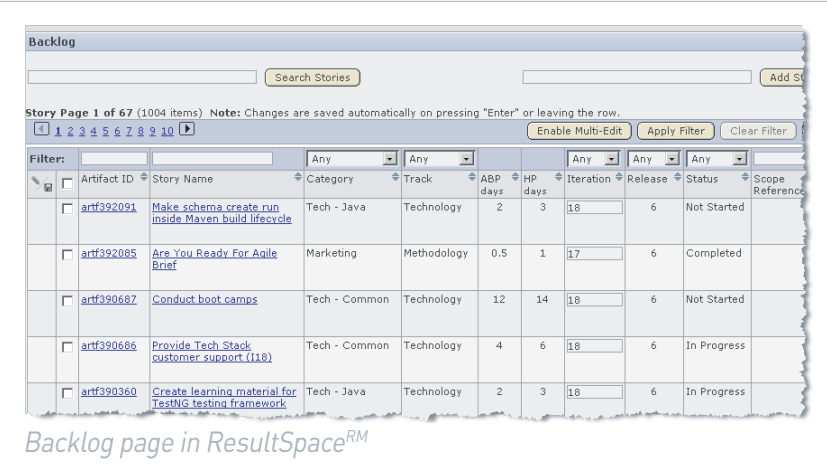 Backlog
Search Stories
Add St
Story Page 1 of 67 (1004 items) Note: Changes are saved automatically on pressing "Enter" or leaving the row.
1 2 3 4 5 6 7 8 9 10 Enable Multi-Edit Apply Filter Clear Filter
Filter: Any Any Any Any Any
Artifact ID Story Name Category Track ABP days HP days Iteration Release Status Scope Reference
artf392091 Make schema create run Tech - Java Technology 2 3 18 6 Not Started
inside Maven build lifecycle
artf392085 Are You Ready For Agile Marketing Methodology 0.5 1 17 6 Completed
Brief
artf390687 Conduct boot camps Tech - Common Technology 12 14 18 6 Not Started
artf390686 Provide Tech Stack Tech - Common Technology 4 6 18 6 In Progress
customer support (I18)
artf390360 Create learning material for Tech - Java Technology 2 3 18 6 In Progress
TestNG testing framework
Backlog page in ResultSpaceRM